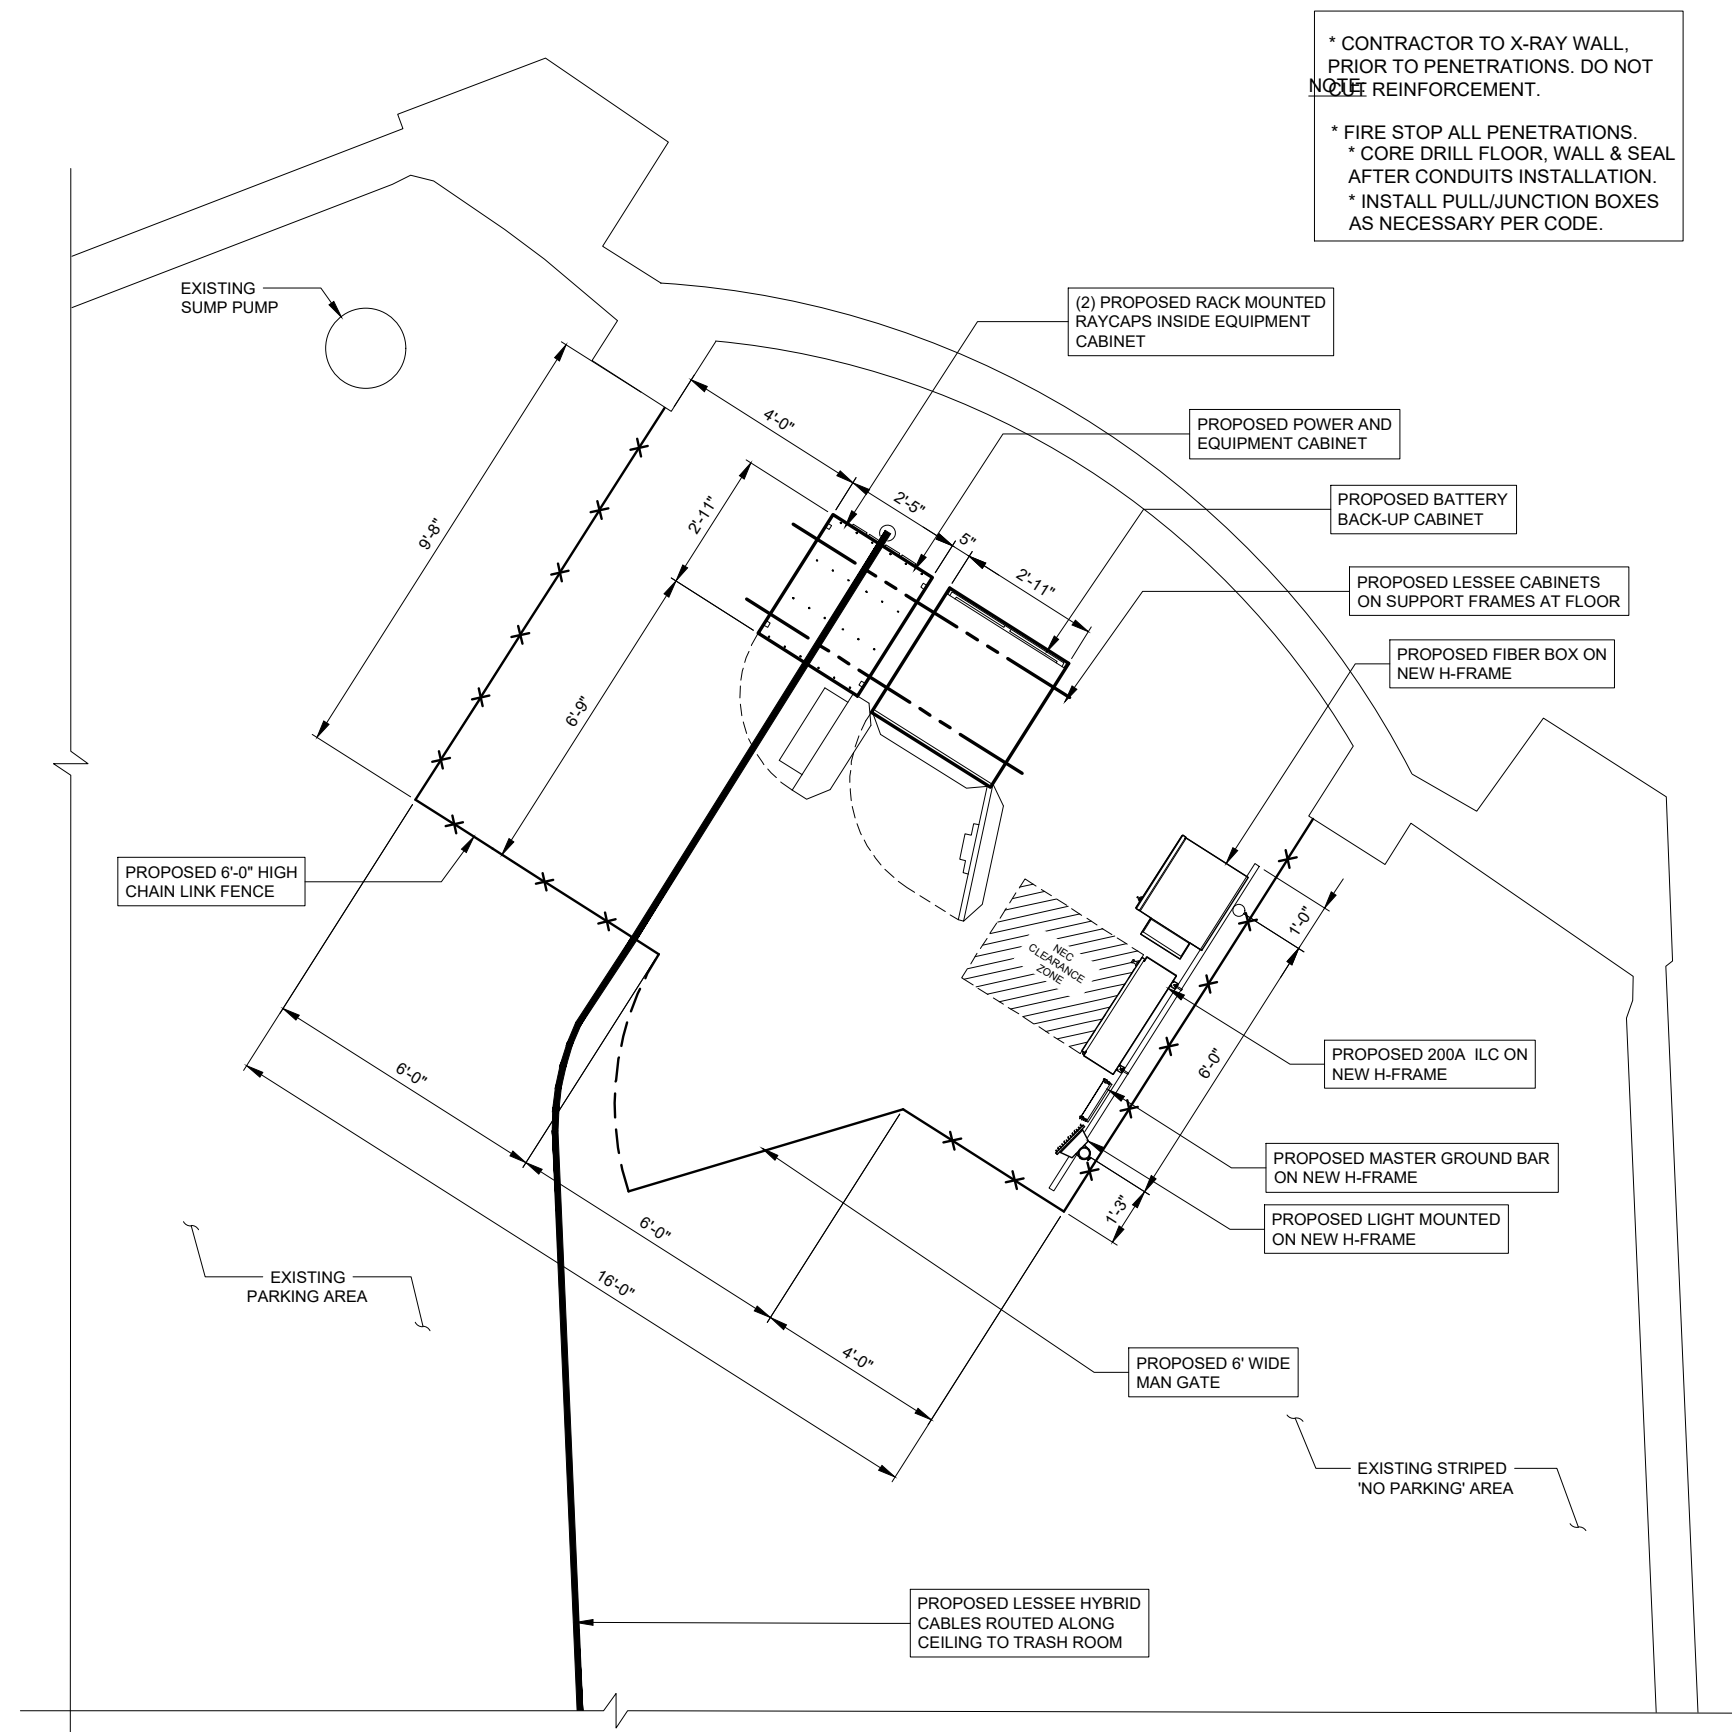 * CONTRACTOR TO X-RAY WALL,
PRIOR TO PENETRATIONS. DO NOT
NOTE:
CUT REINFORCEMENT.
* FIRE STOP ALL PENETRATIONS.
* CORE DRILL FLOOR, WALL & SEAL
AFTER CONDUITS INSTALLATION.
* INSTALL PULL/JUNCTION BOXES
AS NECESSARY PER CODE.
EXISTING
SUMP PUMP
(2) PROPOSED RACK MOUNTED
RAYCAPS INSIDE EQUIPMENT
CABINET
PROPOSED POWER AND
EQUIPMENT CABINET
PROPOSED BATTERY
BACK-UP CABINET
PROPOSED LESSEE CABINETS
ON SUPPORT FRAMES AT FLOOR
PROPOSED FIBER BOX ON
NEW H-FRAME
4'-0"
2'-5"
5"
2'-11"
2'-11"
9'-8"
6'-9"
PROPOSED 6'-0" HIGH
CHAIN LINK FENCE
NEC
CLEARANCE
ZONE
1'-0"
6'-0"
1'-3"
PROPOSED 200A ILC ON
NEW H-FRAME
PROPOSED MASTER GROUND BAR
ON NEW H-FRAME
PROPOSED LIGHT MOUNTED
ON NEW H-FRAME
6'-0"
6'-0"
16'-0"
4'-0"
EXISTING
PARKING AREA
PROPOSED 6' WIDE
MAN GATE
EXISTING STRIPED
'NO PARKING' AREA
PROPOSED LESSEE HYBRID
CABLES ROUTED ALONG
CEILING TO TRASH ROOM